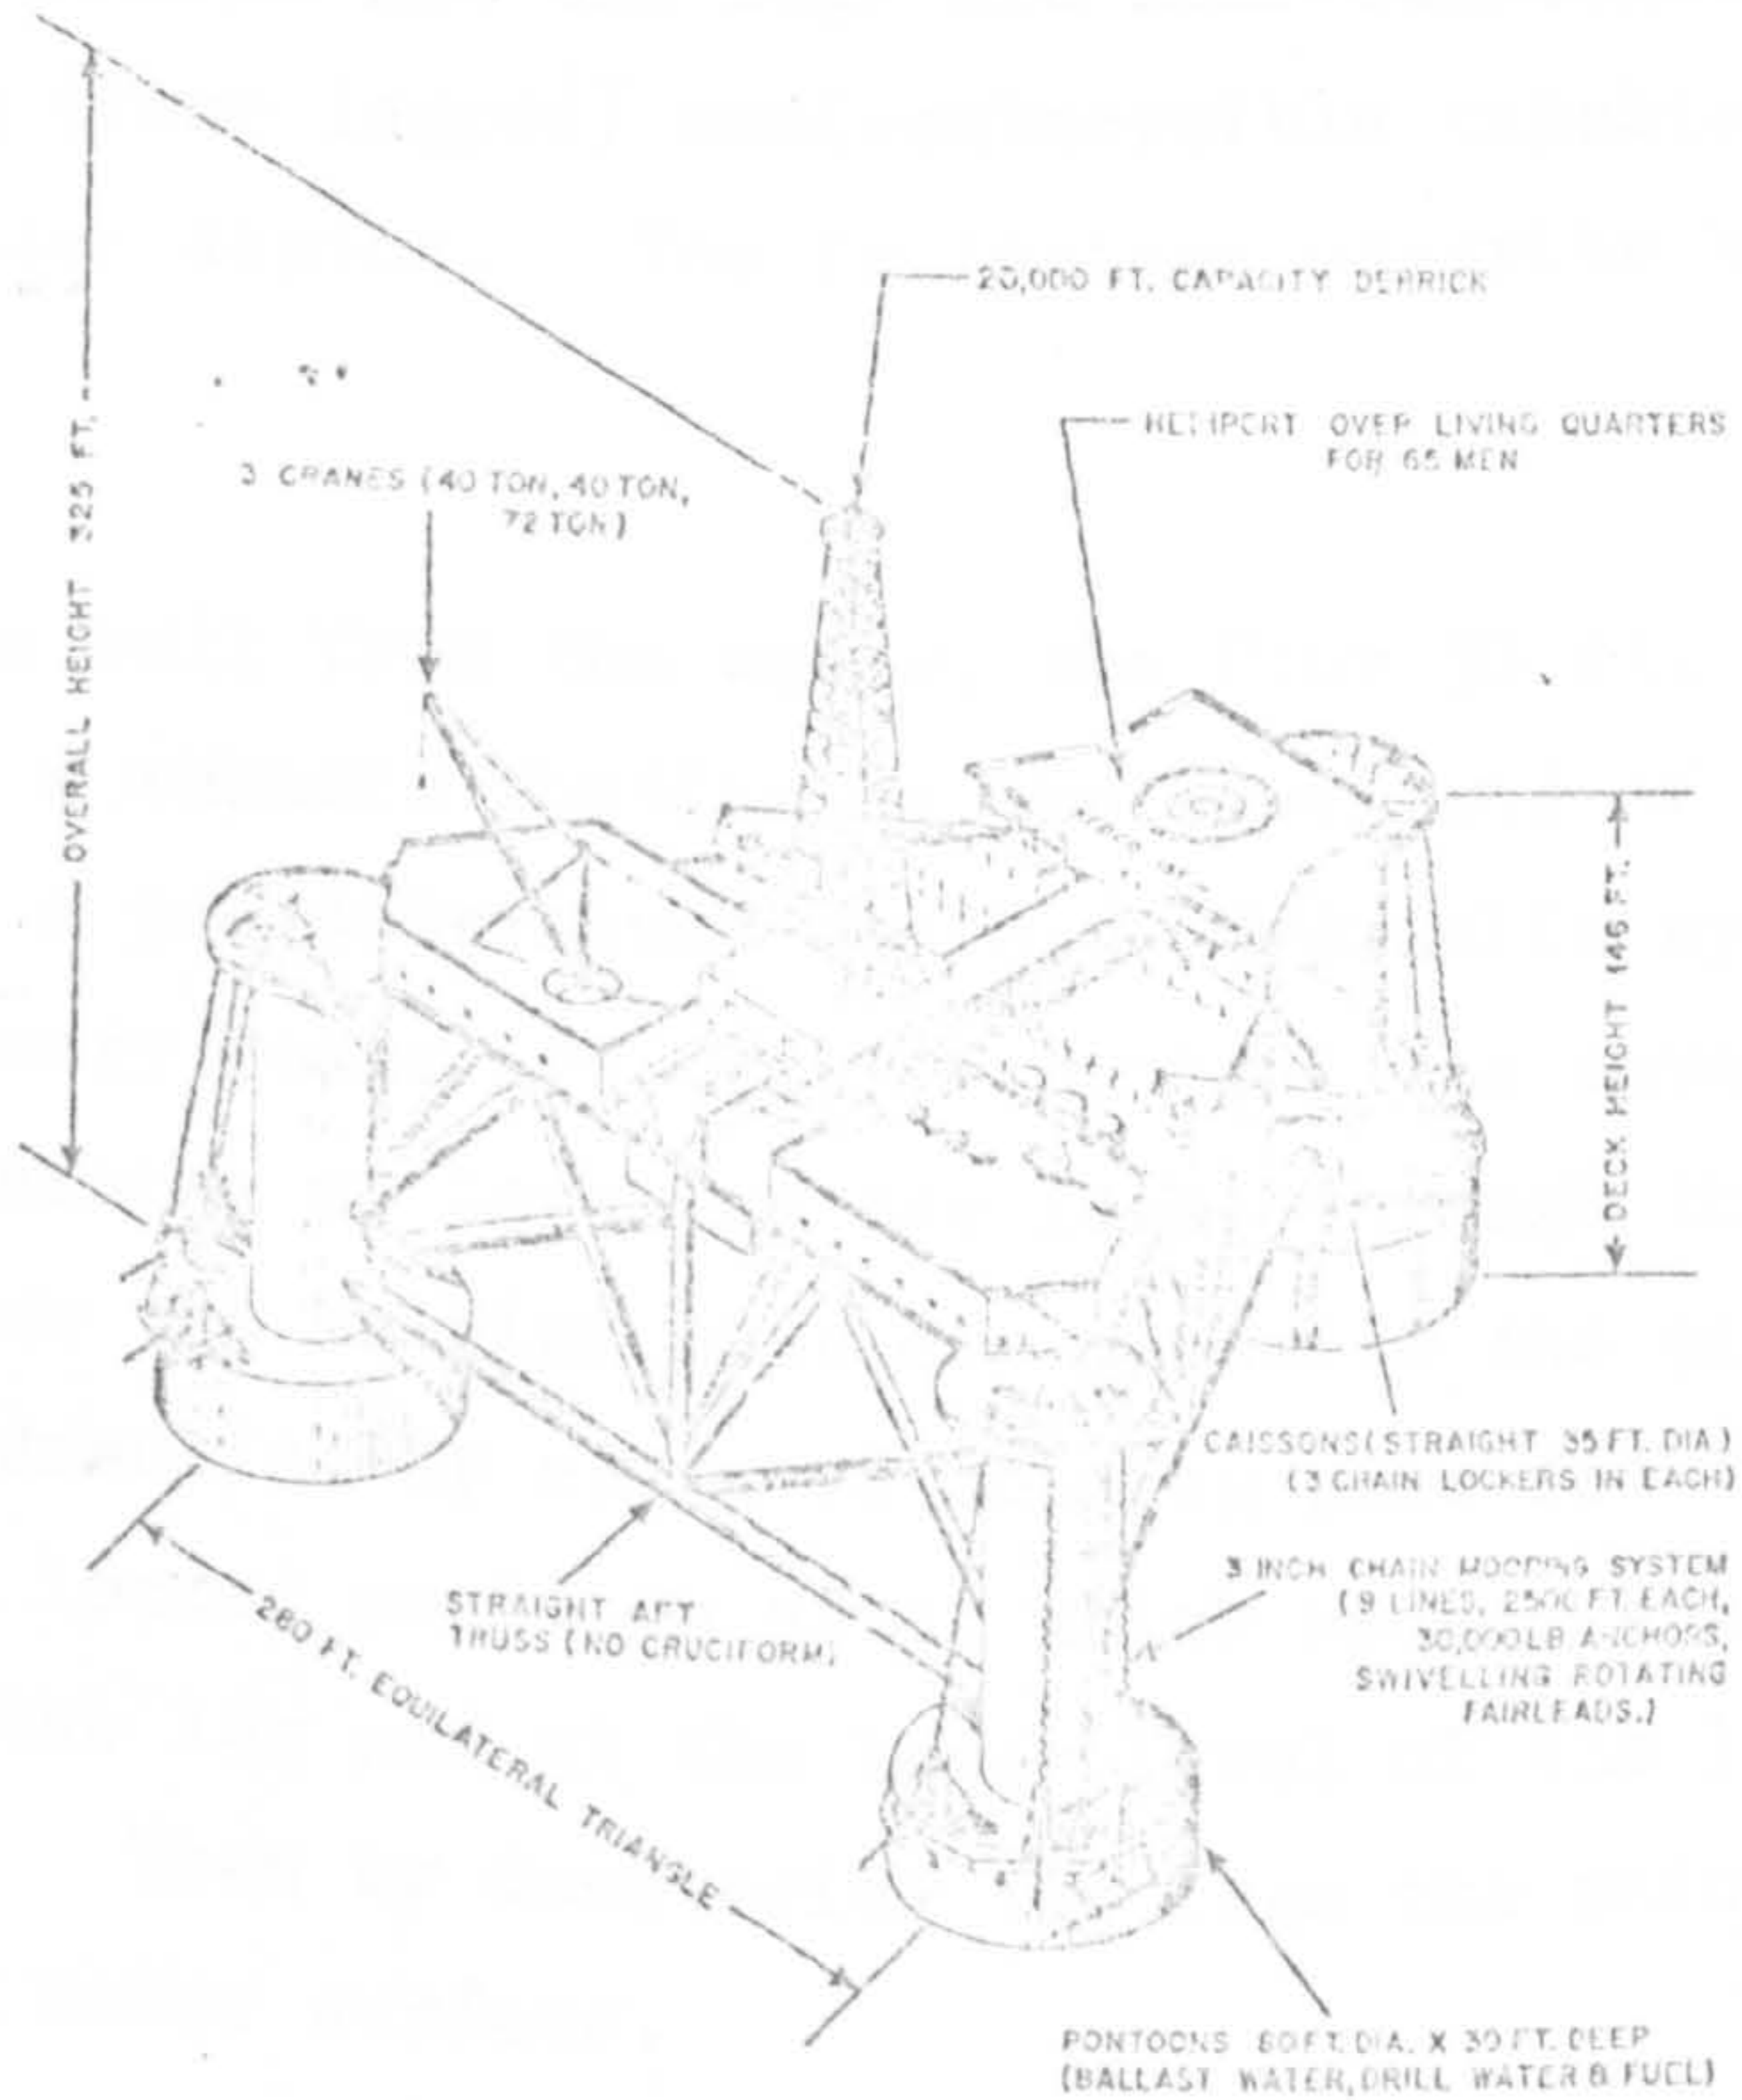 20,000 FT. CAPACITY DERRICK
HELIPORT OVER LIVING QUARTERS
FOR 65 MEN
3 CRANES (40 TON, 40 TON,
72 TON)
OVERALL HEIGHT 325 FT.
DECK HEIGHT 146 FT.
CAISSONS (STRAIGHT 35 FT. DIA)
(3 CHAIN LOCKERS IN EACH)
3 INCH CHAIN MOORING SYSTEM
(9 LINES, 2500 FT. EACH,
30,000 LB ANCHORS,
SWIVELLING ROTATING
FAIRLEADS.)
STRAIGHT AFT
TRUSS (NO CRUCIFORM)
280 FT. EQUILATERAL TRIANGLE
PONTOONS FT. DIA. X 30 FT. DEEP
(BALLAST WATER, DRILL WATER & FUEL)